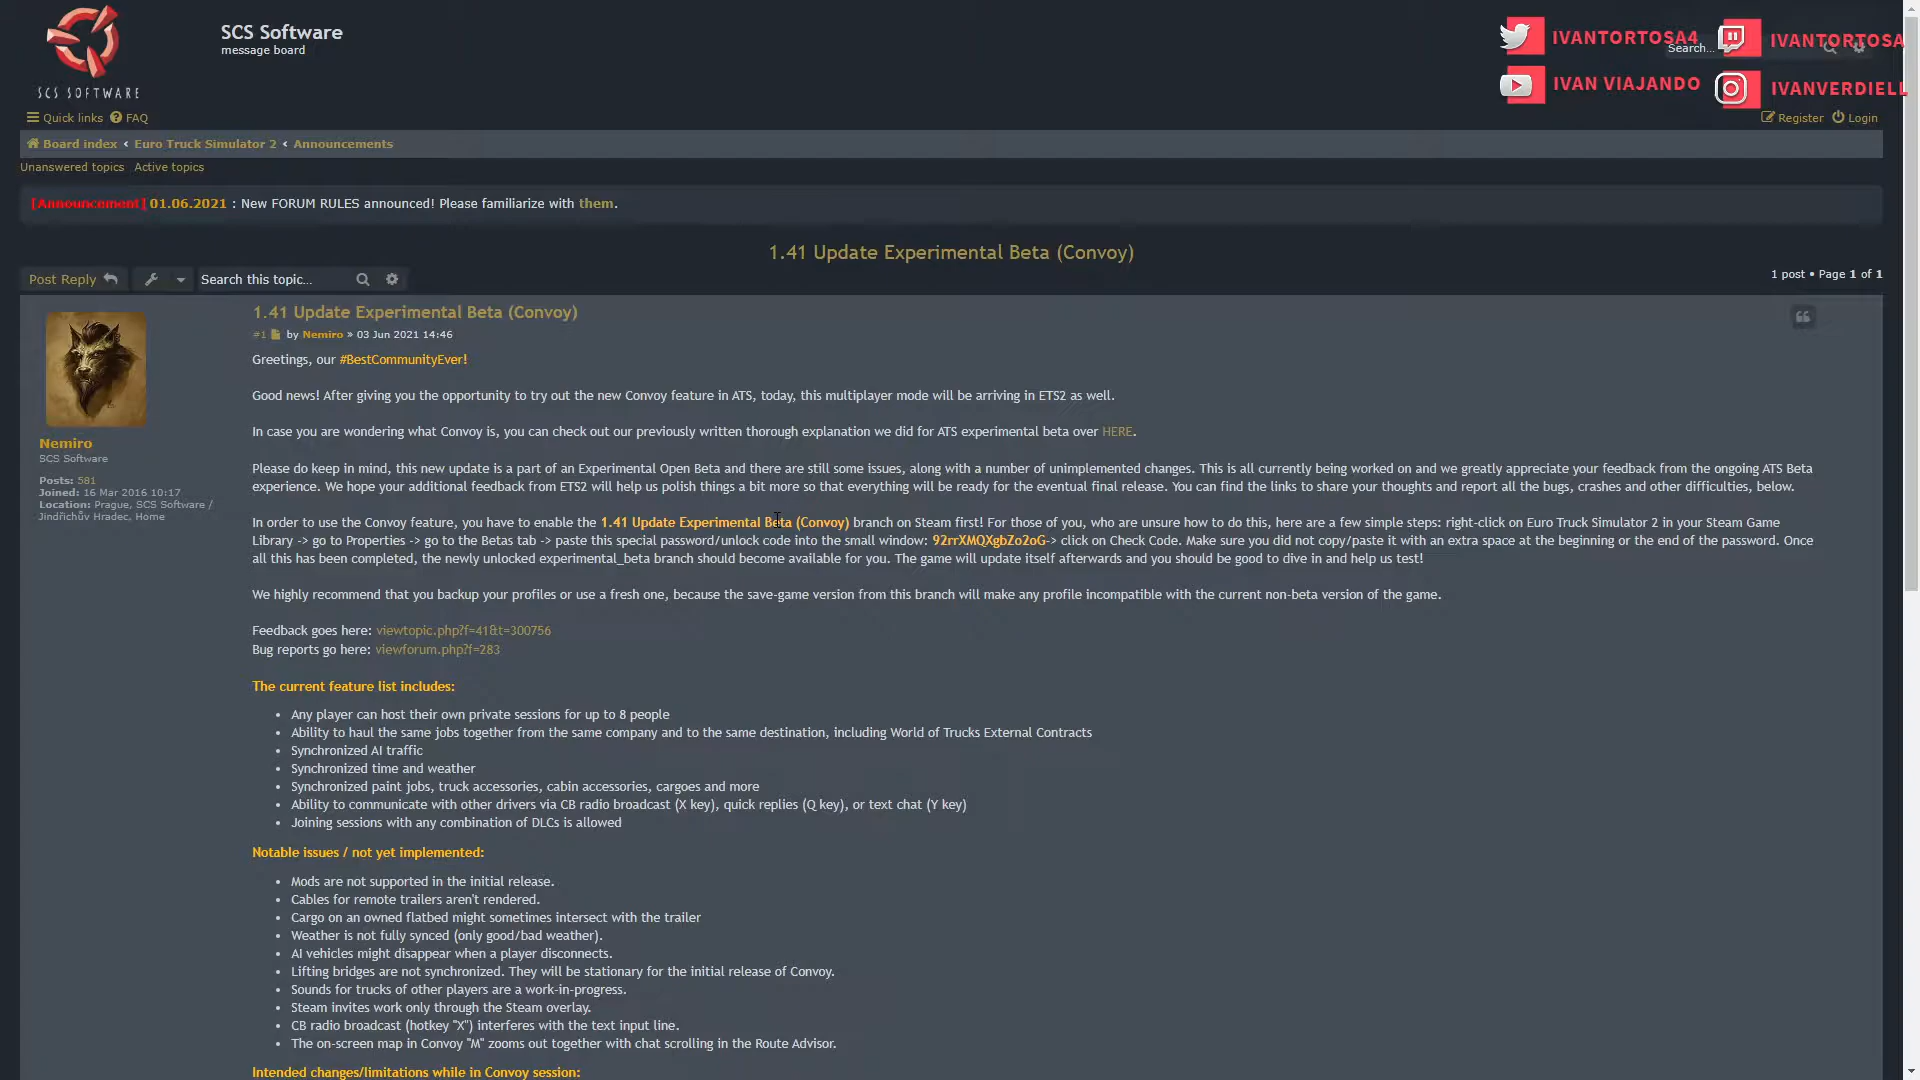 SCS Software
message board
SCS SOFTWARE
IVANTORTOSA4
Search...
IVANTORTOSA
IVAN VIAJANDO
IVANVERDIELL
Quick links
FAQ
Register
Login
Board index ‹ Euro Truck Simulator 2 ‹ Announcements
Unanswered topics
Active topics
[Announcement] 01.06.2021 : New FORUM RULES announced! Please familiarize with them.
1.41 Update Experimental Beta (Convoy)
Post Reply
Search this topic...
1 post • Page 1 of 1
1.41 Update Experimental Beta (Convoy)
#1 by Nemiro » 03 Jun 2021 14:46
Nemiro
SCS Software
Posts: 581
Joined: 16 Mar 2016 10:17
Location: Prague, SCS Software /
Jindřichův Hradec, Home
Greetings, our #BestCommunityEver!
Good news! After giving you the opportunity to try out the new Convoy feature in ATS, today, this multiplayer mode will be arriving in ETS2 as well.
In case you are wondering what Convoy is, you can check out our previously written thorough explanation we did for ATS experimental beta over HERE.
Please do keep in mind, this new update is a part of an Experimental Open Beta and there are still some issues, along with a number of unimplemented changes. This is all currently being worked on and we greatly appreciate your feedback from the ongoing ATS Beta
experience. We hope your additional feedback from ETS2 will help us polish things a bit more so that everything will be ready for the eventual final release. You can find the links to share your thoughts and report all the bugs, crashes and other difficulties, below.
In order to use the Convoy feature, you have to enable the 1.41 Update Experimental Beta (Convoy) branch on Steam first! For those of you, who are unsure how to do this, here are a few simple steps: right-click on Euro Truck Simulator 2 in your Steam Game
Library -> go to Properties -> go to the Betas tab -> paste this special password/unlock code into the small window: 92rrXMQXgbZo2oG-> click on Check Code. Make sure you did not copy/paste it with an extra space at the beginning or the end of the password. Once
all this has been completed, the newly unlocked experimental_beta branch should become available for you. The game will update itself afterwards and you should be good to dive in and help us test!
We highly recommend that you backup your profiles or use a fresh one, because the save-game version from this branch will make any profile incompatible with the current non-beta version of the game.
Feedback goes here: viewtopic.php?f=41&t=300756
Bug reports go here: viewforum.php?f=283
The current feature list includes:
• Any player can host their own private sessions for up to 8 people
• Ability to haul the same jobs together from the same company and to the same destination, including World of Trucks External Contracts
• Synchronized AI traffic
• Synchronized time and weather
• Synchronized paint jobs, truck accessories, cabin accessories, cargoes and more
• Ability to communicate with other drivers via CB radio broadcast (X key), quick replies (Q key), or text chat (Y key)
• Joining sessions with any combination of DLCs is allowed
Notable issues / not yet implemented:
• Mods are not supported in the initial release.
• Cables for remote trailers aren't rendered.
• Cargo on an owned flatbed might sometimes intersect with the trailer
• Weather is not fully synced (only good/bad weather).
• AI vehicles might disappear when a player disconnects.
• Lifting bridges are not synchronized. They will be stationary for the initial release of Convoy.
• Sounds for trucks of other players are a work-in-progress.
• Steam invites work only through the Steam overlay.
• CB radio broadcast (hotkey "X") interferes with the text input line.
• The on-screen map in Convoy "M" zooms out together with chat scrolling in the Route Advisor.
Intended changes/limitations while in Convoy session: